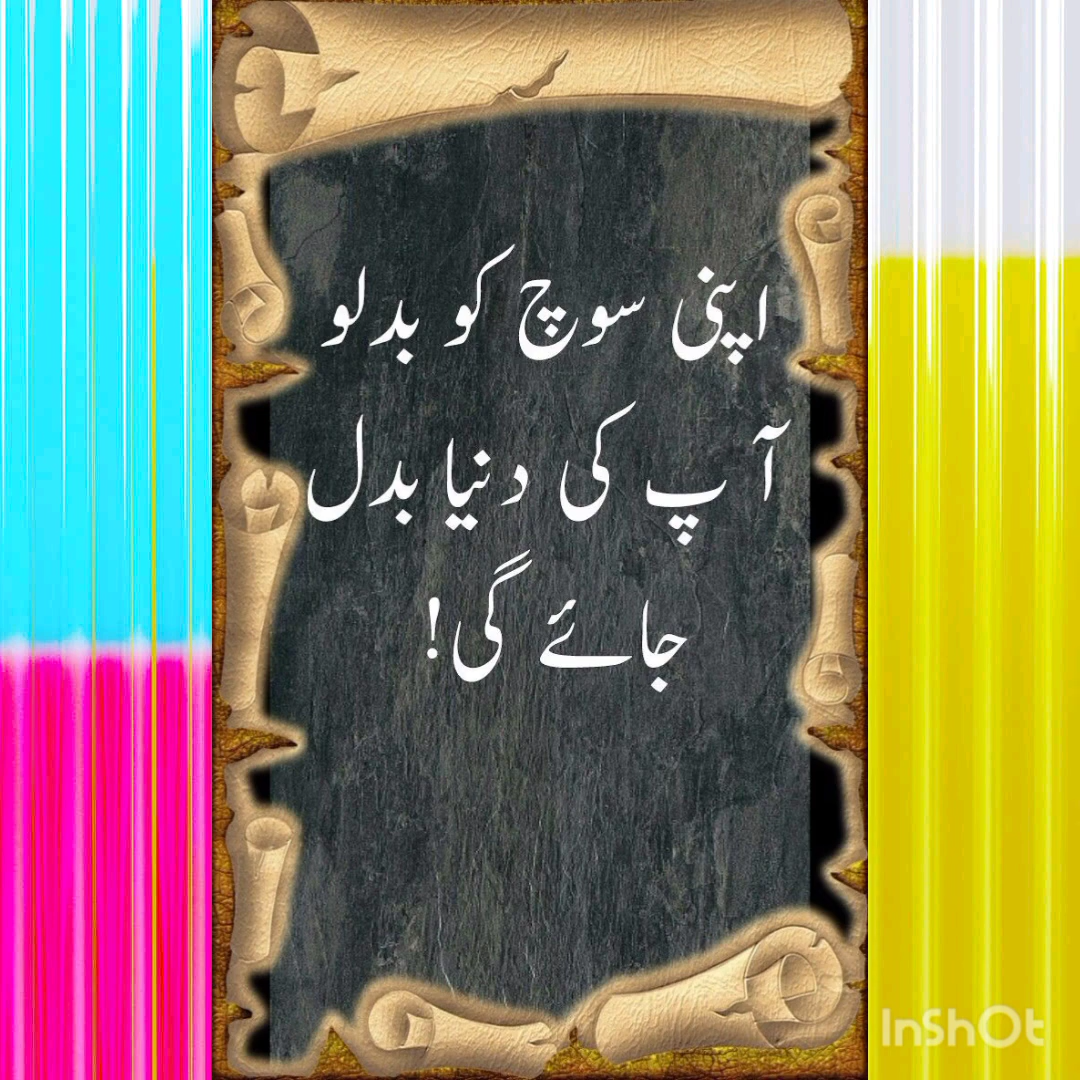 اپنی سوچ کو بدلو
آپ کی دنیا بدل
جائے گی!
InShOt